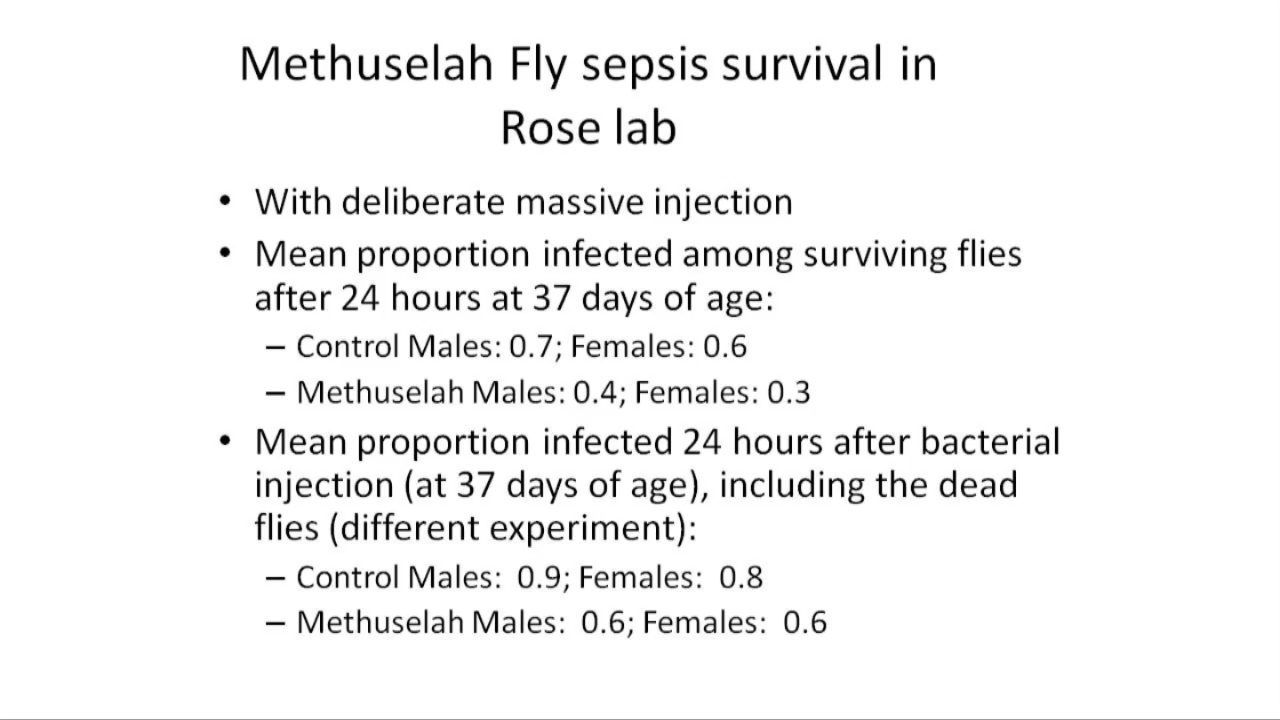 Methuselah Fly sepsis survival in
Rose lab
• With deliberate massive injection
• Mean proportion infected among surviving flies
after 24 hours at 37 days of age:
– Control Males: 0.7; Females: 0.6
– Methuselah Males: 0.4; Females: 0.3
• Mean proportion infected 24 hours after bacterial
injection (at 37 days of age), including the dead
flies (different experiment):
– Control Males:  0.9; Females:  0.8
– Methuselah Males:  0.6; Females:  0.6